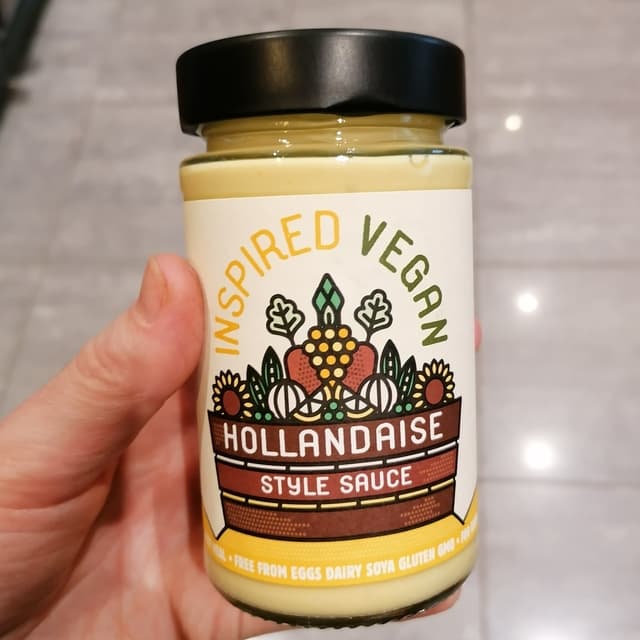 INSPIRED VEGAN
HOLLANDAISE
STYLE SAUCE
• FREE FROM EGGS DAIRY SOYA GLUTEN GMO •